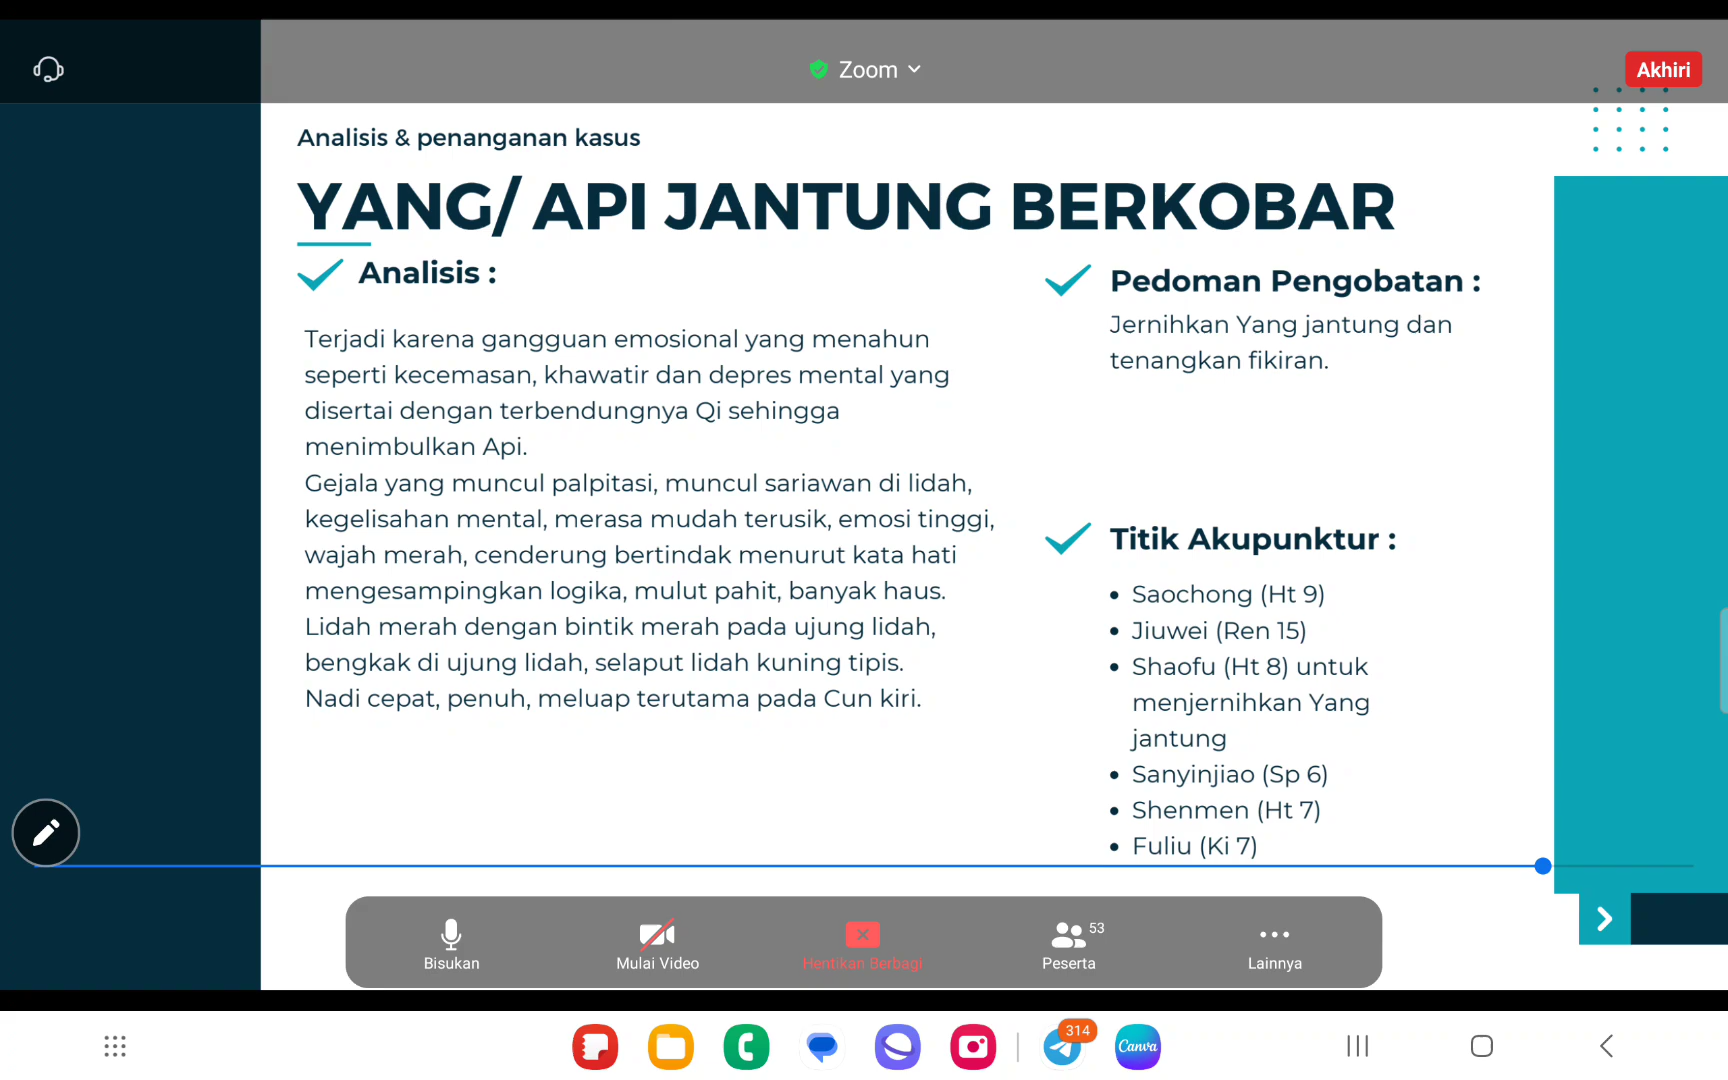 Zoom
Akhiri
Analisis & penanganan kasus
YANG/ API JANTUNG BERKOBAR
Analisis :
Terjadi karena gangguan emosional yang menahun
seperti kecemasan, khawatir dan depres mental yang
disertai dengan terbendungnya Qi sehingga
menimbulkan Api.
Gejala yang muncul palpitasi, muncul sariawan di lidah,
kegelisahan mental, merasa mudah terusik, emosi tinggi,
wajah merah, cenderung bertindak menurut kata hati
mengesampingkan logika, mulut pahit, banyak haus.
Lidah merah dengan bintik merah pada ujung lidah,
bengkak di ujung lidah, selaput lidah kuning tipis.
Nadi cepat, penuh, meluap terutama pada Cun kiri.
Pedoman Pengobatan :
Jernihkan Yang jantung dan
tenangkan fikiran.
Titik Akupunktur :
• Saochong (Ht 9)
• Jiuwei (Ren 15)
• Shaofu (Ht 8) untuk
menjernihkan Yang
jantung
• Sanyinjiao (Sp 6)
• Shenmen (Ht 7)
• Fuliu (Ki 7)
Bisukan
Mulai Video
Hentikan Berbagi
53
Peserta
Lainnya
314
Canva